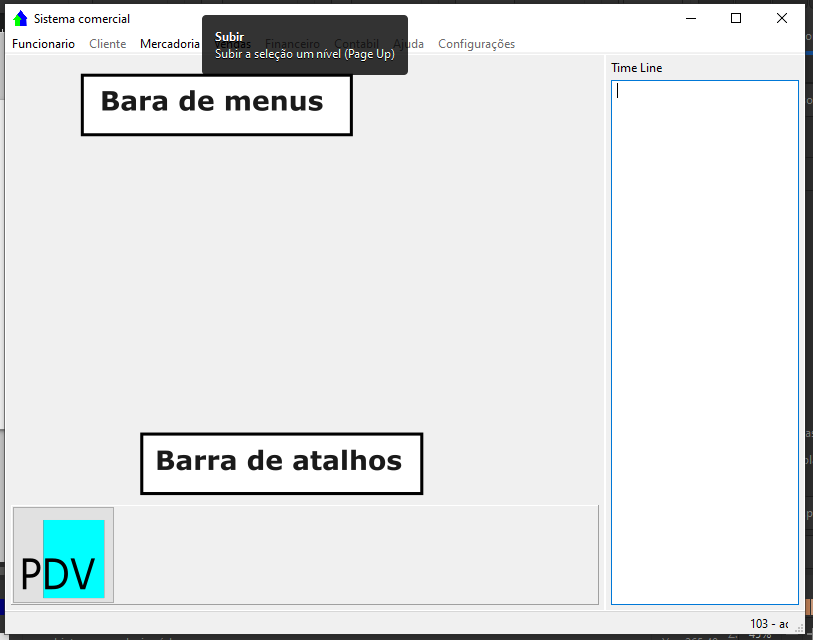 Sistema comercial
Funcionario Cliente Mercadoria Vendas Financeiro Contabil Ajuda Configurações
Subir
Subir a seleção um nível (Page Up)
Time Line
Bara de menus
Barra de atalhos
PDV
103 - ac